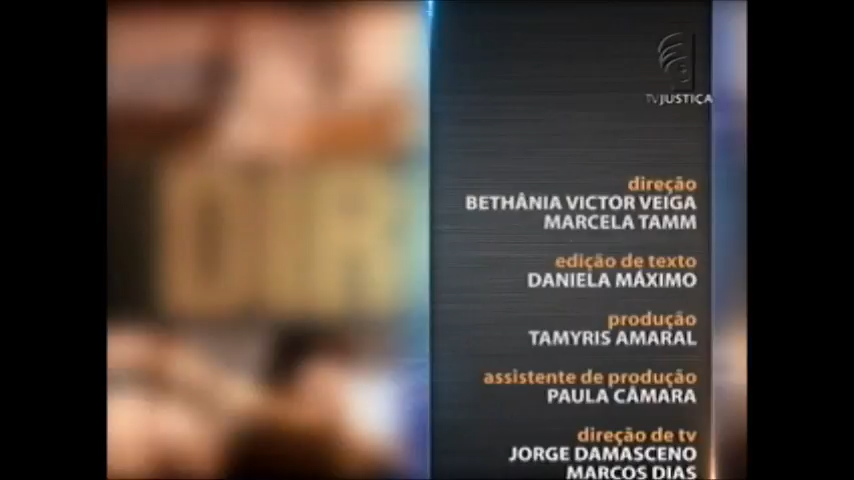 TV JUSTIÇA
direção
BETHÂNIA VICTOR VEIGA
MARCELA TAMM
edição de texto
DANIELA MÁXIMO
produção
TAMYRIS AMARAL
assistente de produção
PAULA CÂMARA
direção de tv
JORGE DAMASCENO
MARCOS DIAS